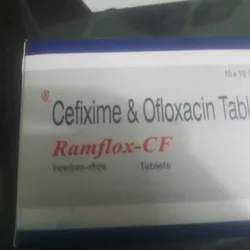 10 x 10
Cefixime & Ofloxacin Tabl
Ramflox-CF
Tablets